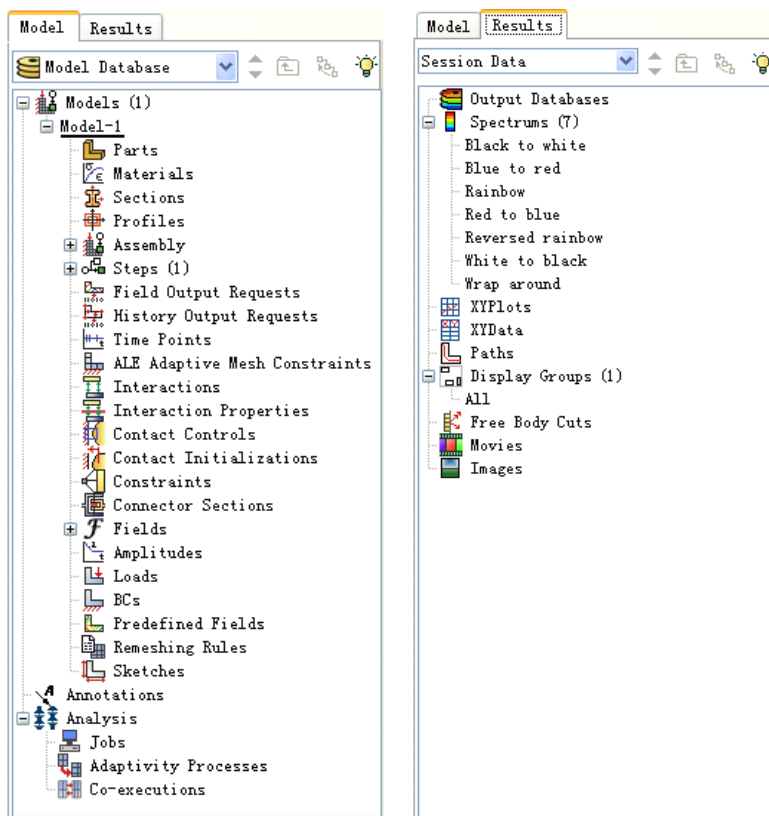 Model Results
Model Database
Models (1)
Model-1
Parts
Materials
Sections
Profiles
Assembly
Steps (1)
Field Output Requests
History Output Requests
Time Points
ALE Adaptive Mesh Constraints
Interactions
Interaction Properties
Contact Controls
Contact Initializations
Constraints
Connector Sections
Fields
Amplitudes
Loads
BCs
Predefined Fields
Remeshing Rules
Sketches
Annotations
Analysis
Jobs
Adaptivity Processes
Co-executions
Model Results
Session Data
Output Databases
Spectrums (7)
Black to white
Blue to red
Rainbow
Red to blue
Reversed rainbow
White to black
Wrap around
XYPlots
XYData
Paths
Display Groups (1)
All
Free Body Cuts
Movies
Images